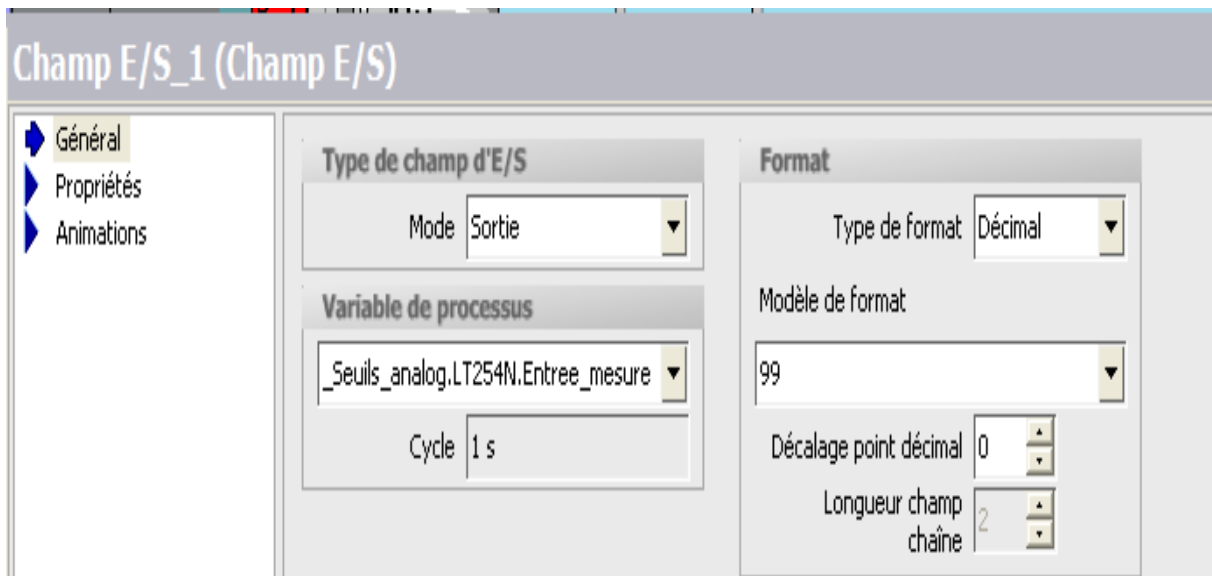 Champ E/S_1 (Champ E/S)
Général
Propriétés
Animations
Type de champ d'E/S
Mode Sortie
Variable de processus
_Seuils_analog.LT254N.Entree_mesure
Cycle 1 s
Format
Type de format Décimal
Modèle de format
99
Décalage point décimal 0
Longueur champ
chaîne 2